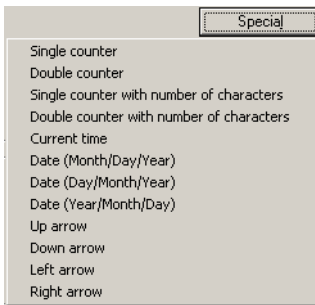 Special
Single counter
Double counter
Single counter with number of characters
Double counter with number of characters
Current time
Date (Month/Day/Year)
Date (Day/Month/Year)
Date (Year/Month/Day)
Up arrow
Down arrow
Left arrow
Right arrow